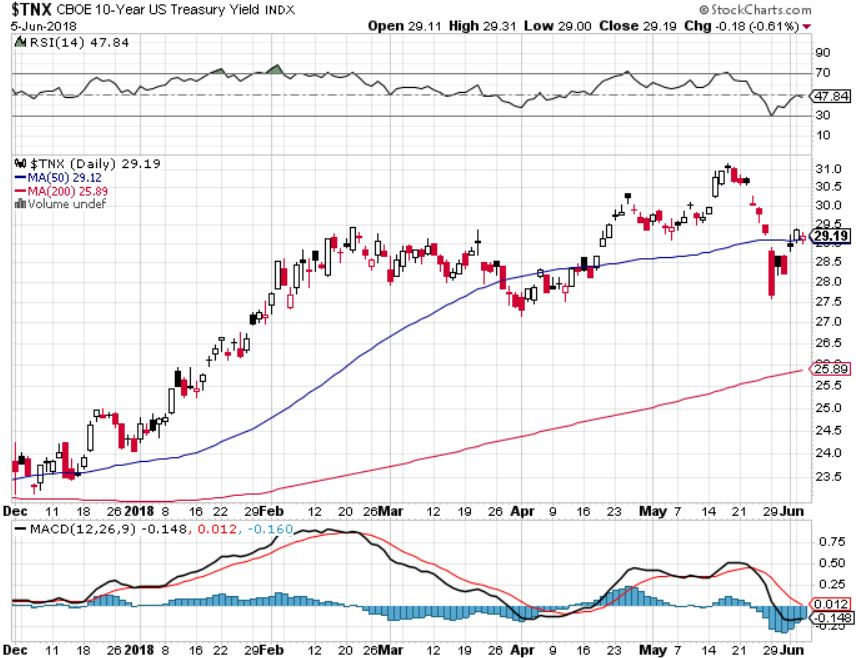 $TNX CBOE 10-Year US Treasury Yield INDX © StockCharts.com
5-Jun-2018 Open 29.11 High 29.31 Low 29.00 Close 29.19 Chg -0.18 (-0.61%)
RSI(14) 47.84
90
70
47.84
30
10
$TNX (Daily) 29.19
MA(50) 29.12
MA(200) 25.89
Volume undef
31.0
30.5
30.0
29.5
29.19
28.5
28.0
27.5
27.0
26.5
25.89
25.5
25.0
24.5
24.0
23.5
Dec 11 18 26 2018 8 16 22 29 Feb 12 20 26 Mar 12 19 26 Apr 9 16 23 May 7 14 21 29 Jun
MACD(12,26,9) -0.148, 0.012, -0.160
0.75
0.50
0.25
0.012
-0.148
-0.25
Dec 11 18 26 2018 8 16 22 29 Feb 12 20 26 Mar 12 19 26 Apr 9 16 23 May 7 14 21 29 Jun